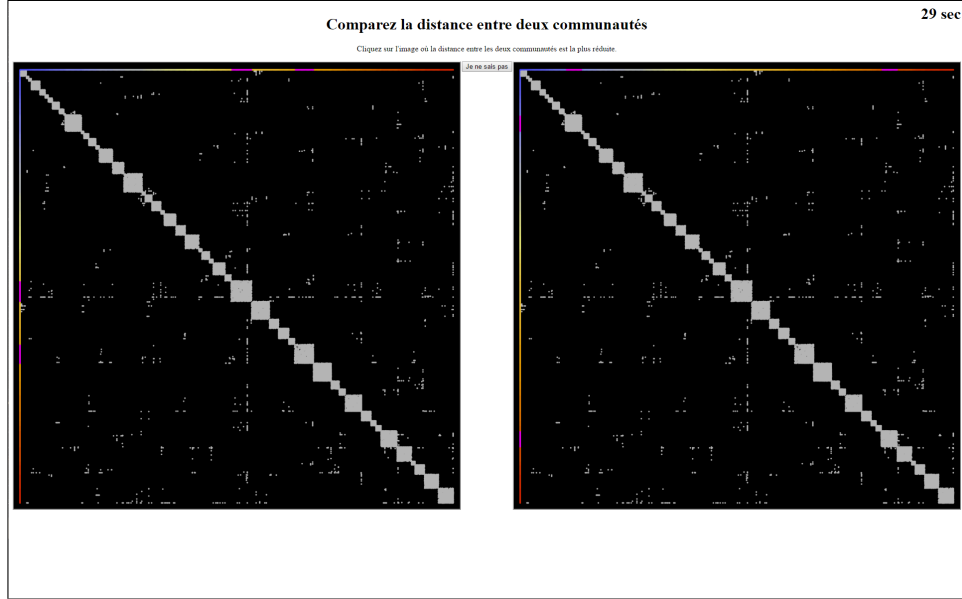 29 sec
Comparez la distance entre deux communautés
Cliquez sur l'image où la distance entre les deux communautés est la plus réduite.
Je ne sais pas